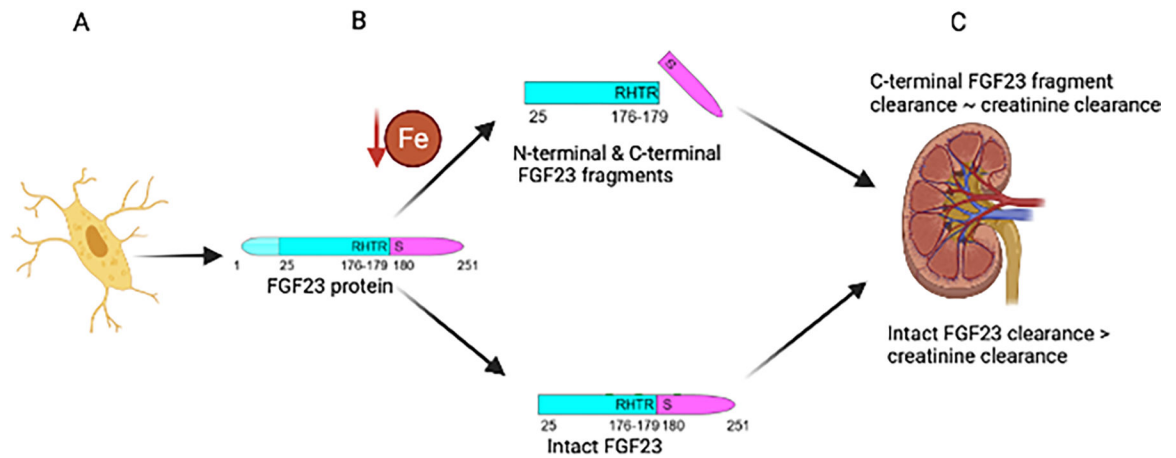 A
B
C
RHTR
S
25
176-179
N-terminal & C-terminal
FGF23 fragments
Fe
C-terminal FGF23 fragment
clearance ~ creatinine clearance
RHTR S
1 25 176-179 180 251
FGF23 protein
Intact FGF23 clearance >
creatinine clearance
RHTR S
25 176-179 180 251
Intact FGF23